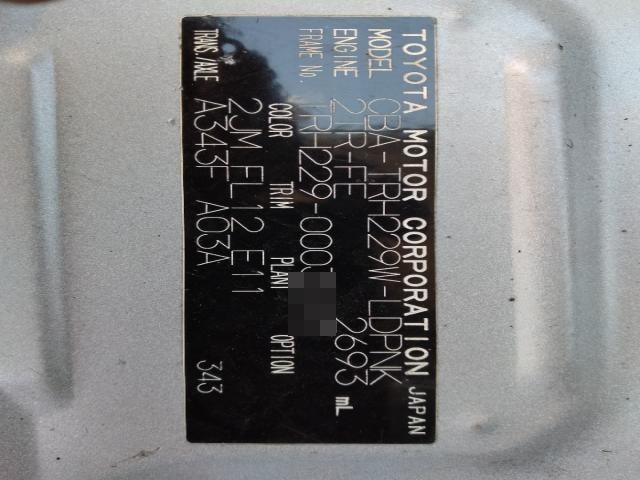 TOYOTA MOTOR CORPORATION JAPAN
MODEL CBA-TRH229W-LDPNK
ENGINE 2TR-FE 2693 mL
FRAME No. TRH229-0003
COLOR TRIM PLANT OPTION
2JM FL12 E11
TRANS./AXLE A343F A03A 343